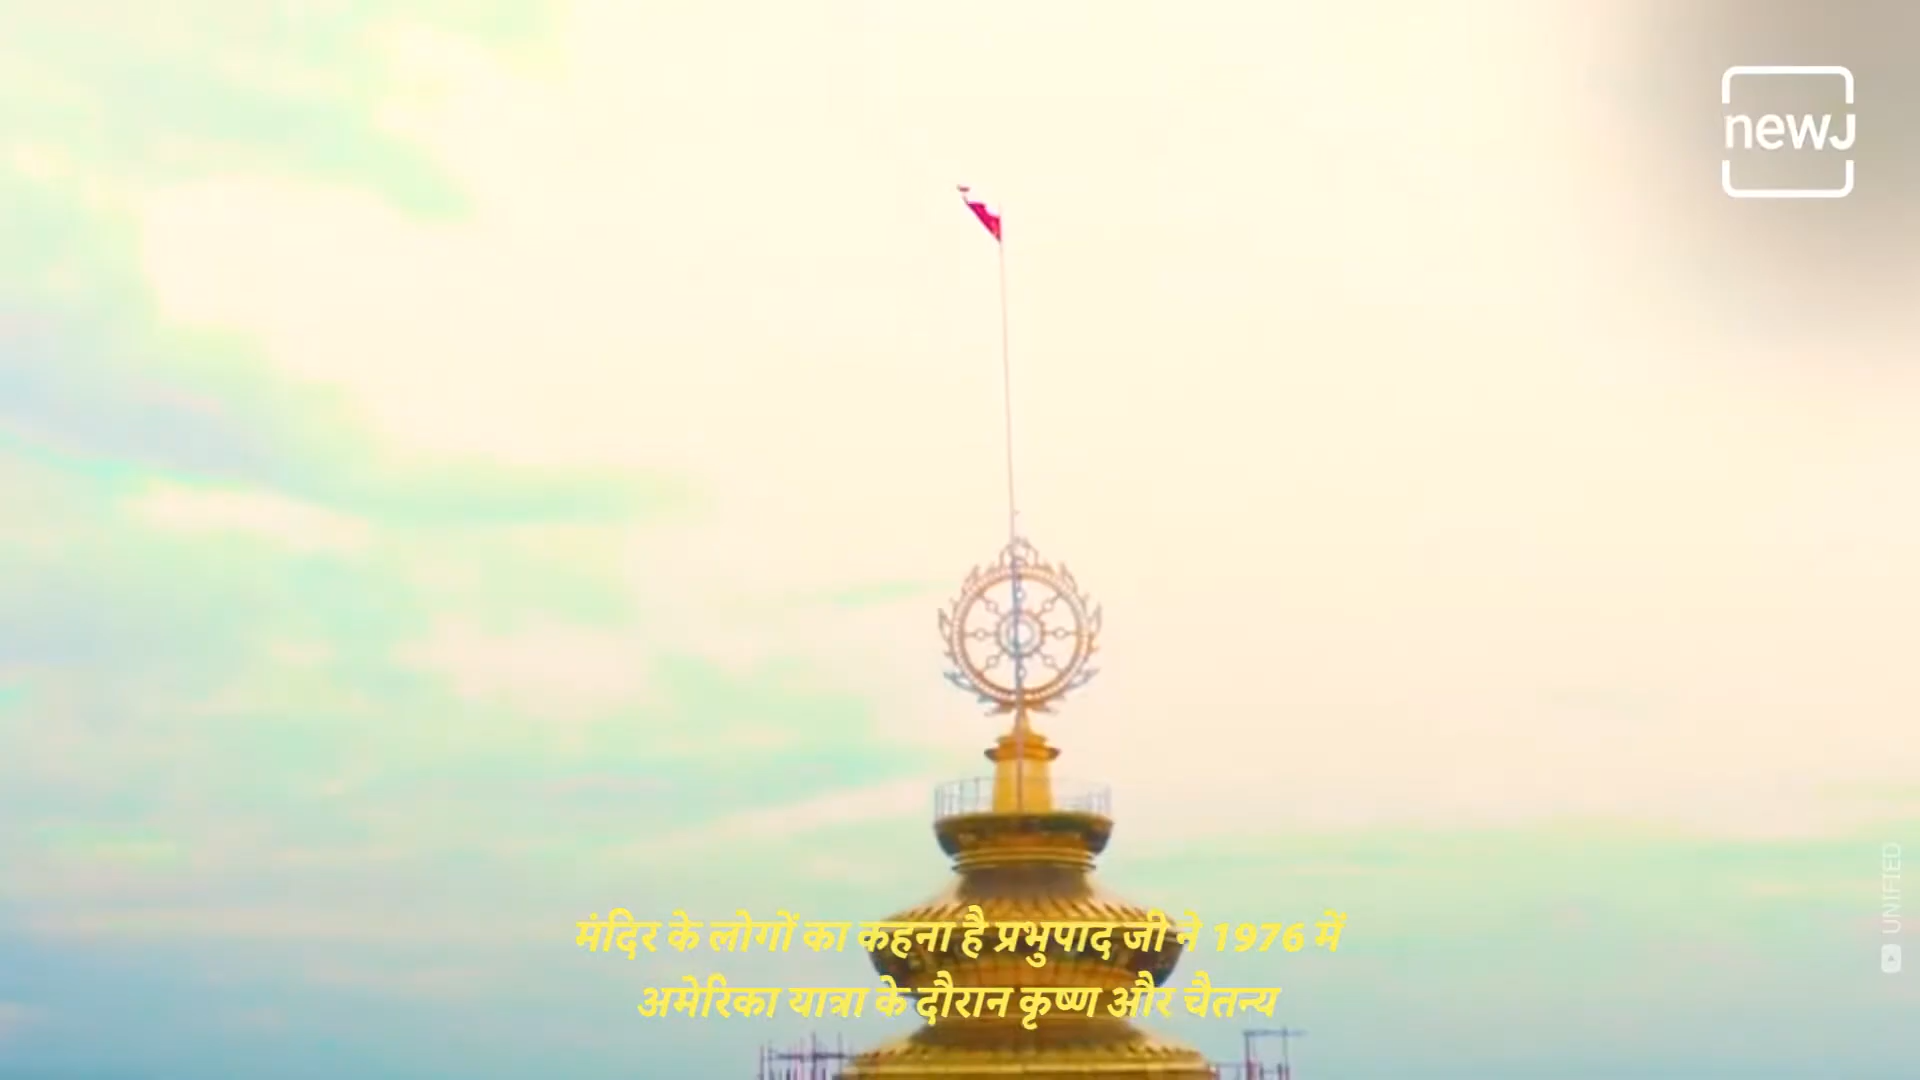 newJ
मंदिर के लोगों का कहना है प्रभुपाद जी ने 1976 में
अमेरिका यात्रा के दौरान कृष्ण और चैतन्य
UNIFIED